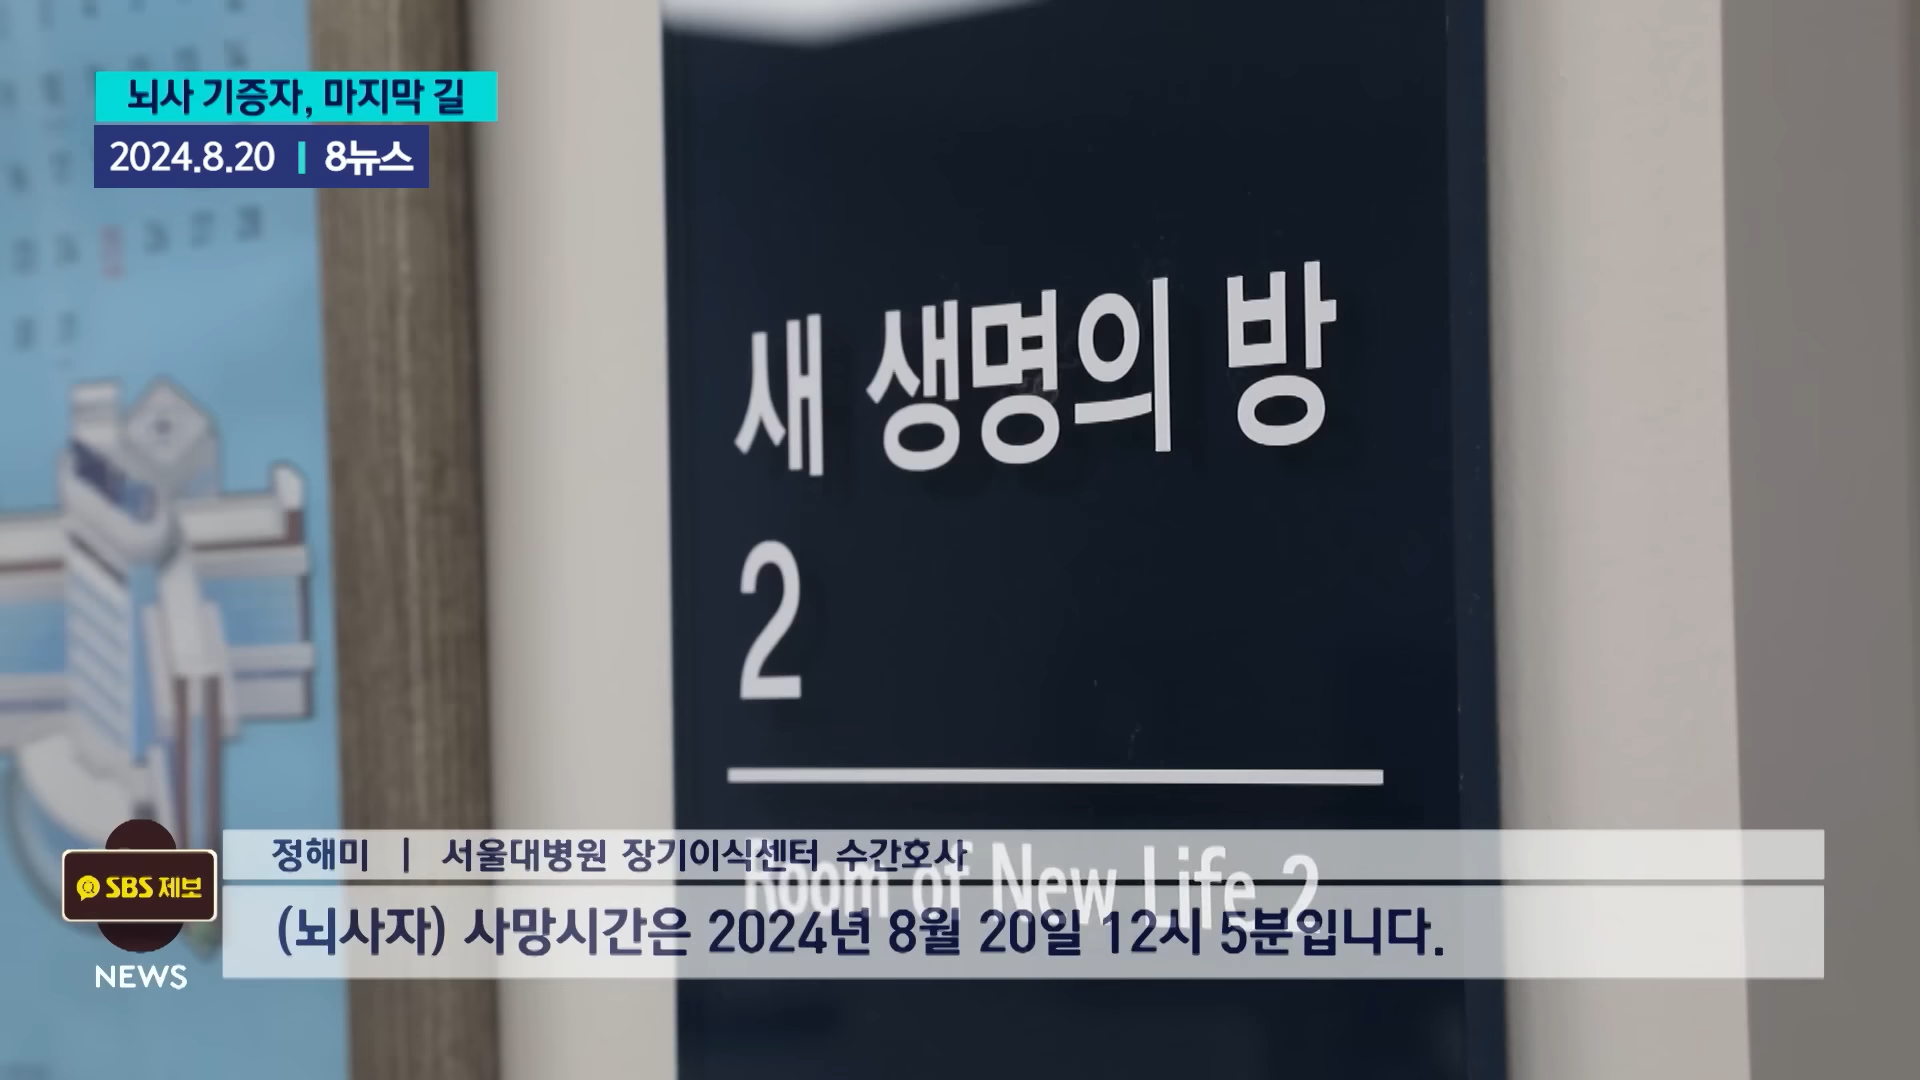 뇌사 기증자, 마지막 길
2024.8.20 | 8뉴스
새 생명의 방
2
Room of New Life 2
정해미 | 서울대병원 장기이식센터 수간호사
(뇌사자) 사망시간은 2024년 8월 20일 12시 5분입니다.
SBS 제보
NEWS